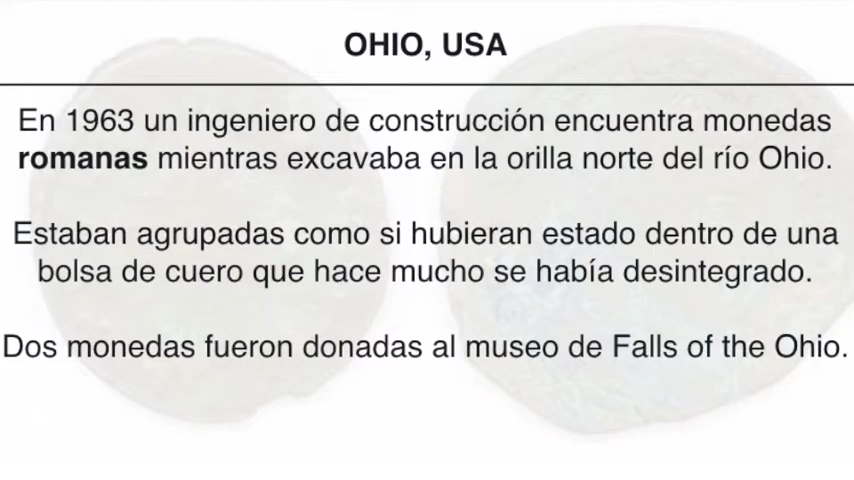 OHIO, USA
En 1963 un ingeniero de construcción encuentra monedas
romanas mientras excavaba en la orilla norte del río Ohio.
Estaban agrupadas como si hubieran estado dentro de una
bolsa de cuero que hace mucho se había desintegrado.
Dos monedas fueron donadas al museo de Falls of the Ohio.